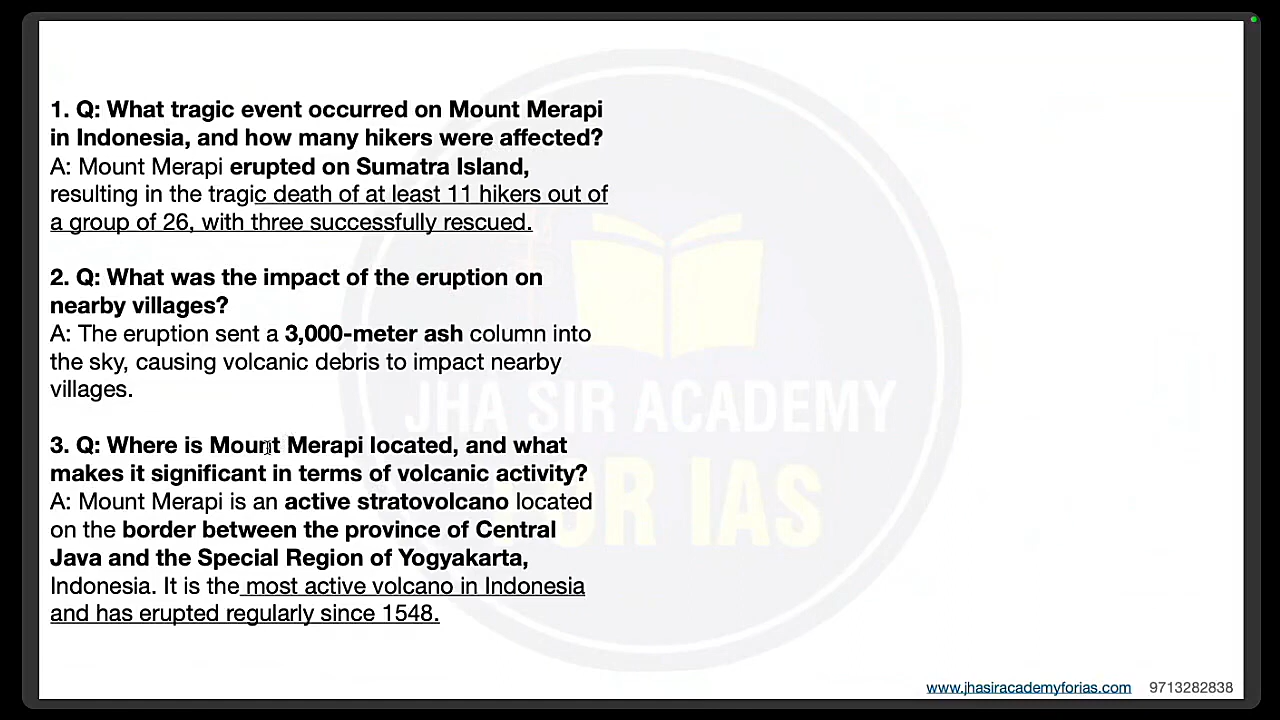 1. Q: What tragic event occurred on Mount Merapi
in Indonesia, and how many hikers were affected?
A: Mount Merapi erupted on Sumatra Island,
resulting in the tragic death of at least 11 hikers out of
a group of 26, with three successfully rescued.
2. Q: What was the impact of the eruption on
nearby villages?
A: The eruption sent a 3,000-meter ash column into
the sky, causing volcanic debris to impact nearby
villages.
3. Q: Where is Mount Merapi located, and what
makes it significant in terms of volcanic activity?
A: Mount Merapi is an active stratovolcano located
on the border between the province of Central
Java and the Special Region of Yogyakarta,
Indonesia. It is the most active volcano in Indonesia
and has erupted regularly since 1548.
JHA SIR ACADEMY
FOR IAS
www.jhasiracademyforias.com 9713282838